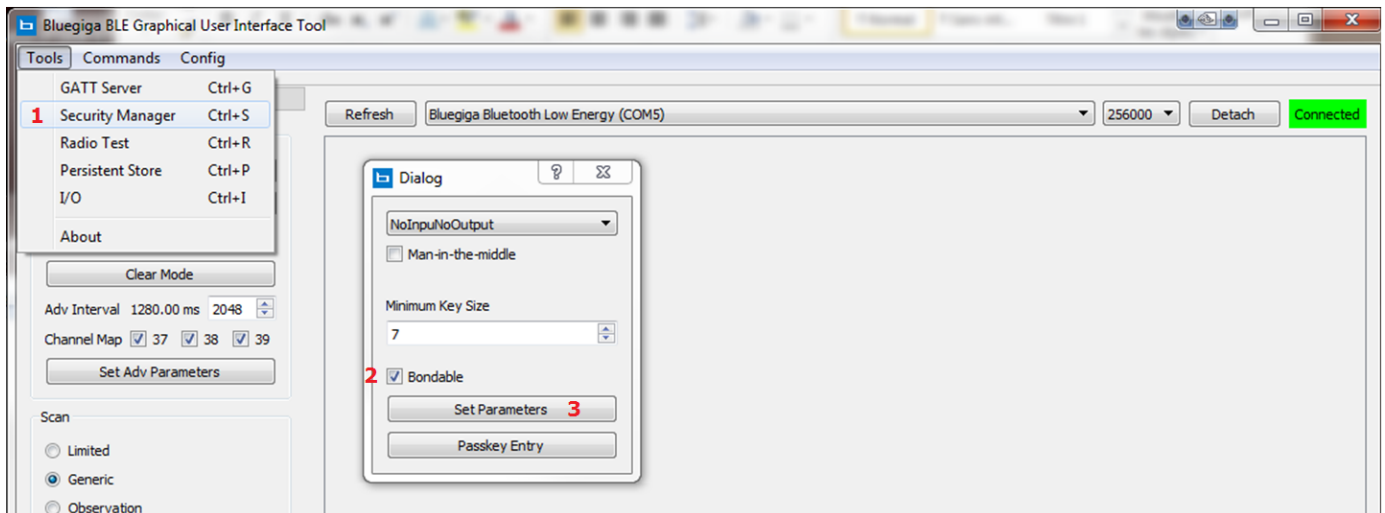 Bluegiga BLE Graphical User Interface Tool
Tools Commands Config
GATT Server Ctrl+G
1 Security Manager Ctrl+S
Radio Test Ctrl+R
Persistent Store Ctrl+P
I/O Ctrl+I
About
Refresh Bluegiga Bluetooth Low Energy (COM5) 256000 Detach Connected
Clear Mode
Adv Interval 1280.00 ms 2048
Channel Map 37 38 39
Set Adv Parameters
Scan
Limited
Generic
Observation
Dialog
NoInpuNoOutput
Man-in-the-middle
Minimum Key Size
7
2 Bondable
Set Parameters 3
Passkey Entry